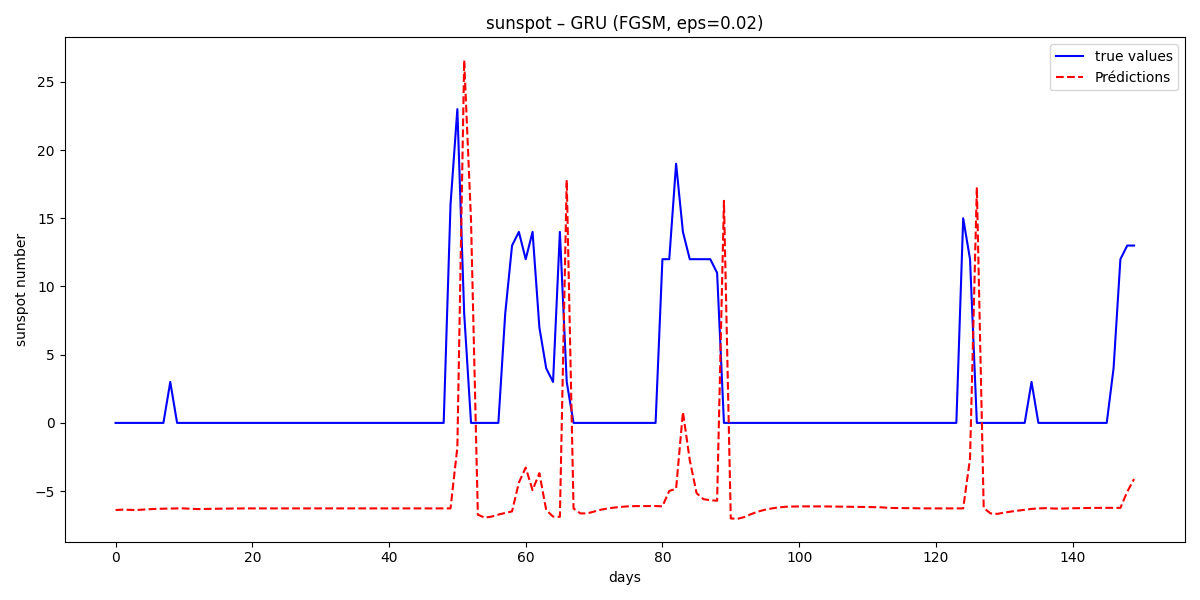 sunspot – GRU (FGSM, eps=0.02)
true values
Prédictions
sunspot number
25
20
15
10
5
0
−5
0 20 40 60 80 100 120 140
days